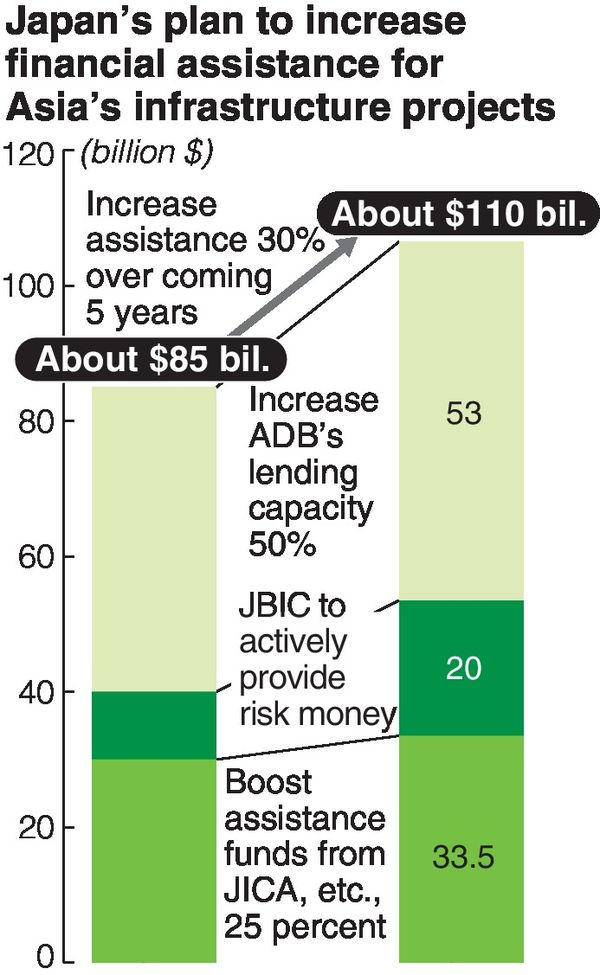 Japan’s plan to increase
financial assistance for
Asia’s infrastructure projects
120
(billion $)
Increase
assistance 30%
over coming
5 years
About $110 bil.
100
About $85 bil.
80
Increase
ADB’s
lending
capacity
50%
53
60
JBIC to
actively
provide
risk money
20
40
Boost
assistance
funds from
JICA, etc.,
25 percent
33.5
20
0